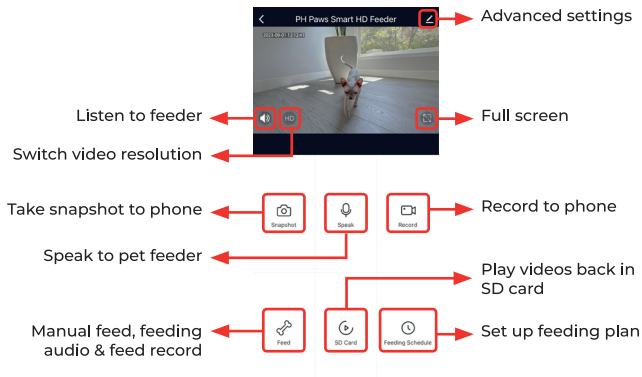 PH Paws Smart HD Feeder
Advanced settings
Listen to feeder
HD
Full screen
Switch video resolution
Take snapshot to phone
Snapshot
Speak
Record
Record to phone
Speak to pet feeder
Play videos back in
SD card
Manual feed, feeding
audio & feed record
Feed
SD Card
Feeding Schedule
Set up feeding plan